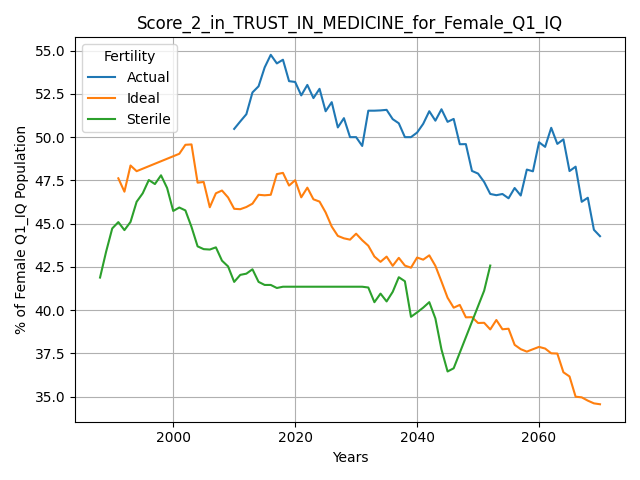 Score_2_in_TRUST_IN_MEDICINE_for_Female_Q1_IQ
Fertility
Actual
Ideal
Sterile
% of Female Q1_IQ Population
55.0
52.5
50.0
47.5
45.0
42.5
40.0
37.5
35.0
2000
2020
2040
2060
Years